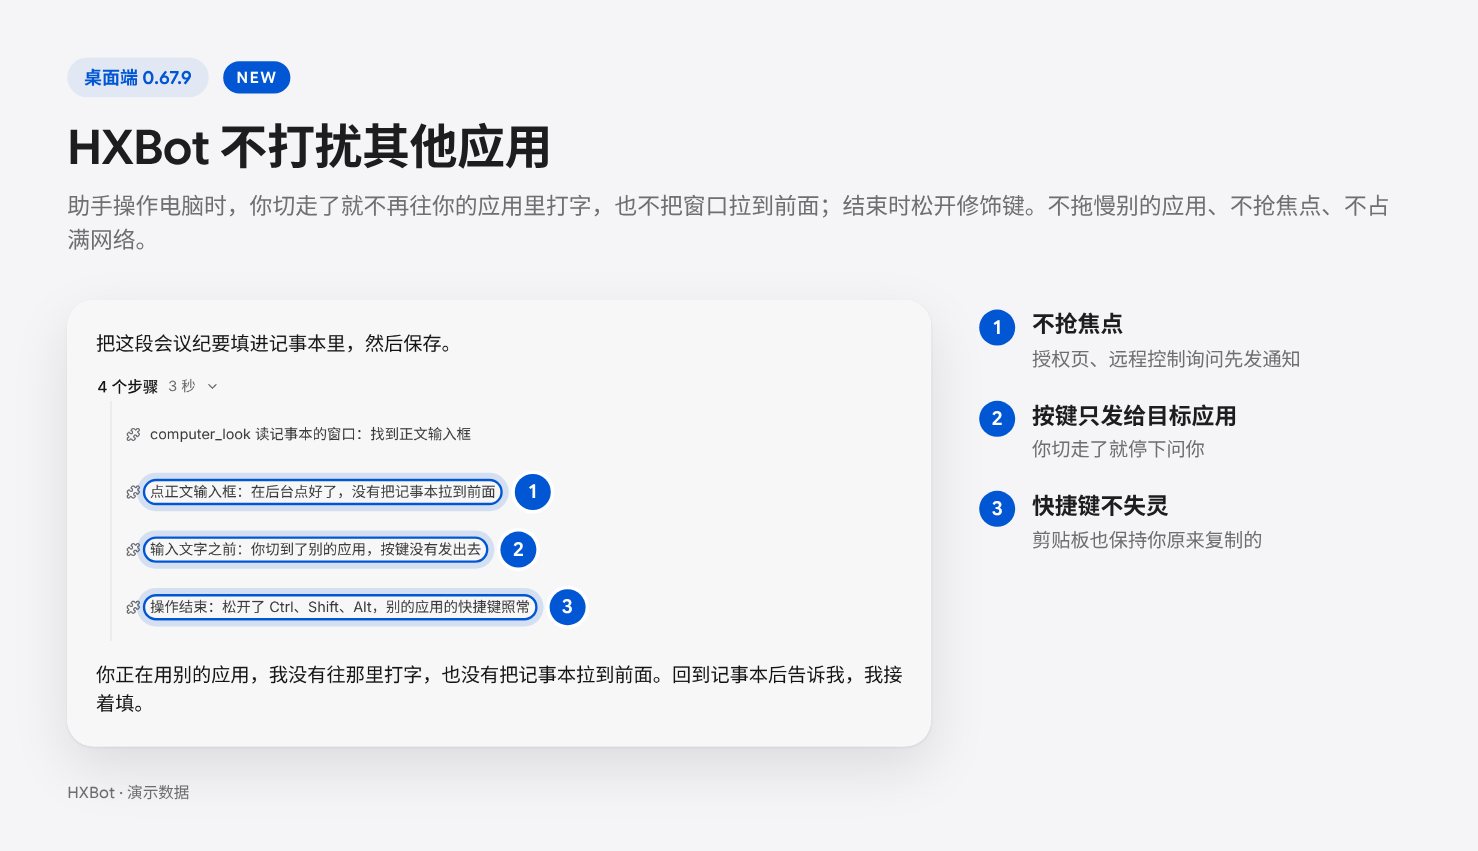 桌面端 0.67.9
NEW
HXBot 不打扰其他应用
助手操作电脑时，你切走了就不再往你的应用里打字，也不把窗口拉到前面；结束时松开修饰键。不拖慢别的应用、不抢焦点、不占
满网络。
把这段会议纪要填进记事本里，然后保存。
4 个步骤 3 秒
computer_look 读记事本的窗口：找到正文输入框
点正文输入框：在后台点好了，没有把记事本拉到前面 1
输入文字之前：你切到了别的应用，按键没有发出去 2
操作结束：松开了 Ctrl、Shift、Alt，别的应用的快捷键照常 3
你正在用别的应用，我没有往那里打字，也没有把记事本拉到前面。回到记事本后告诉我，我接
着填。
1 不抢焦点
授权页、远程控制询问先发通知
2 按键只发给目标应用
你切走了就停下问你
3 快捷键不失灵
剪贴板也保持你原来复制的
HXBot · 演示数据